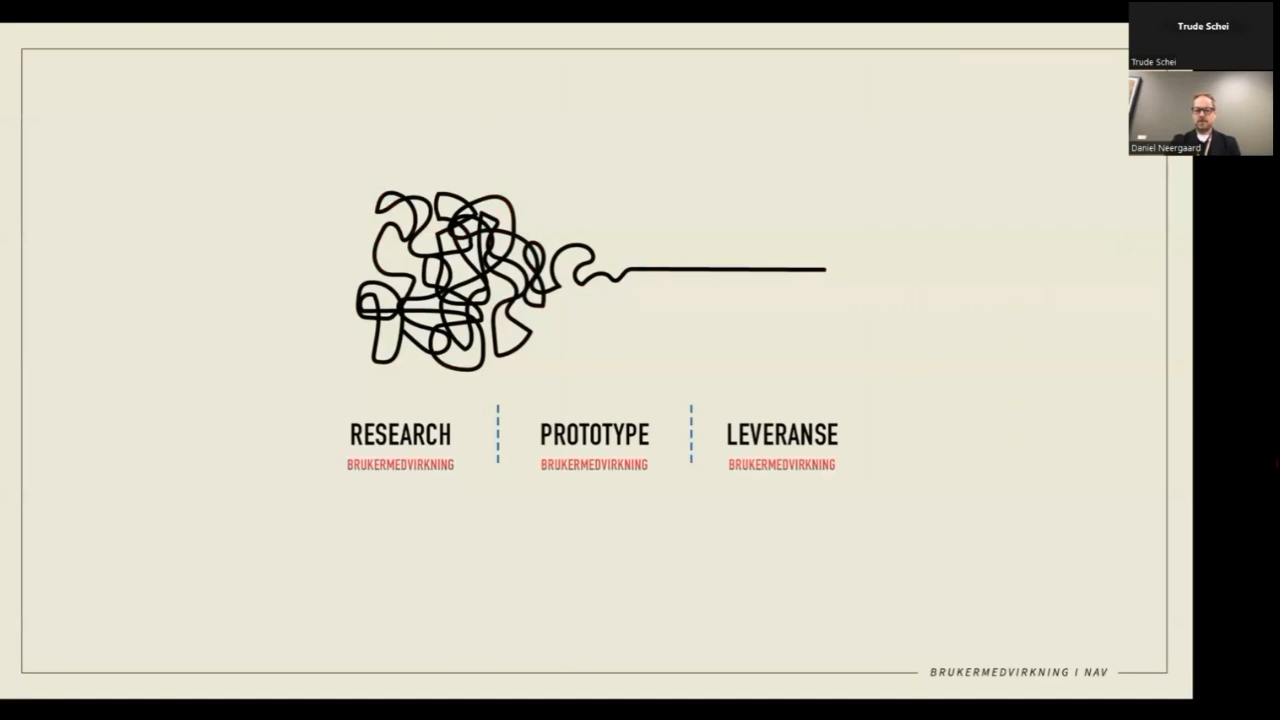 Trude Schei
Trude Schei
Daniel Neergaard
RESEARCH
BRUKERMEDVIRKNING
PROTOTYPE
BRUKERMEDVIRKNING
LEVERANSE
BRUKERMEDVIRKNING
BRUKERMEDVIRKNING I NAV